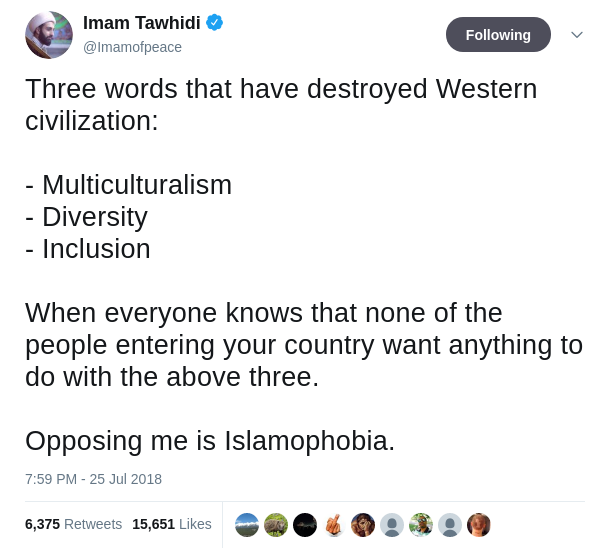 Imam Tawhidi
@Imamofpeace
Following
Three words that have destroyed Western
civilization:
- Multiculturalism
- Diversity
- Inclusion
When everyone knows that none of the
people entering your country want anything to
do with the above three.
Opposing me is Islamophobia.
7:59 PM - 25 Jul 2018
6,375 Retweets 15,651 Likes